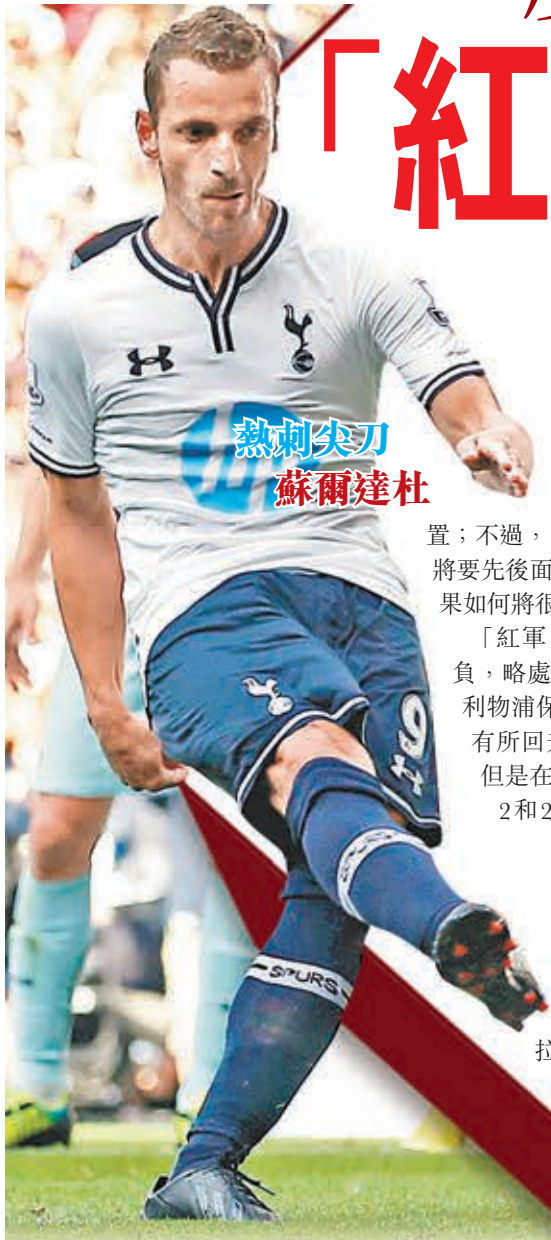 「紅
熱刺尖刀
蘇爾達杜
置；不過，
將要先後面
果如何將很
「紅軍
負，略處
利物浦保
有所回
但是在
2和2
拉
9
SPURS